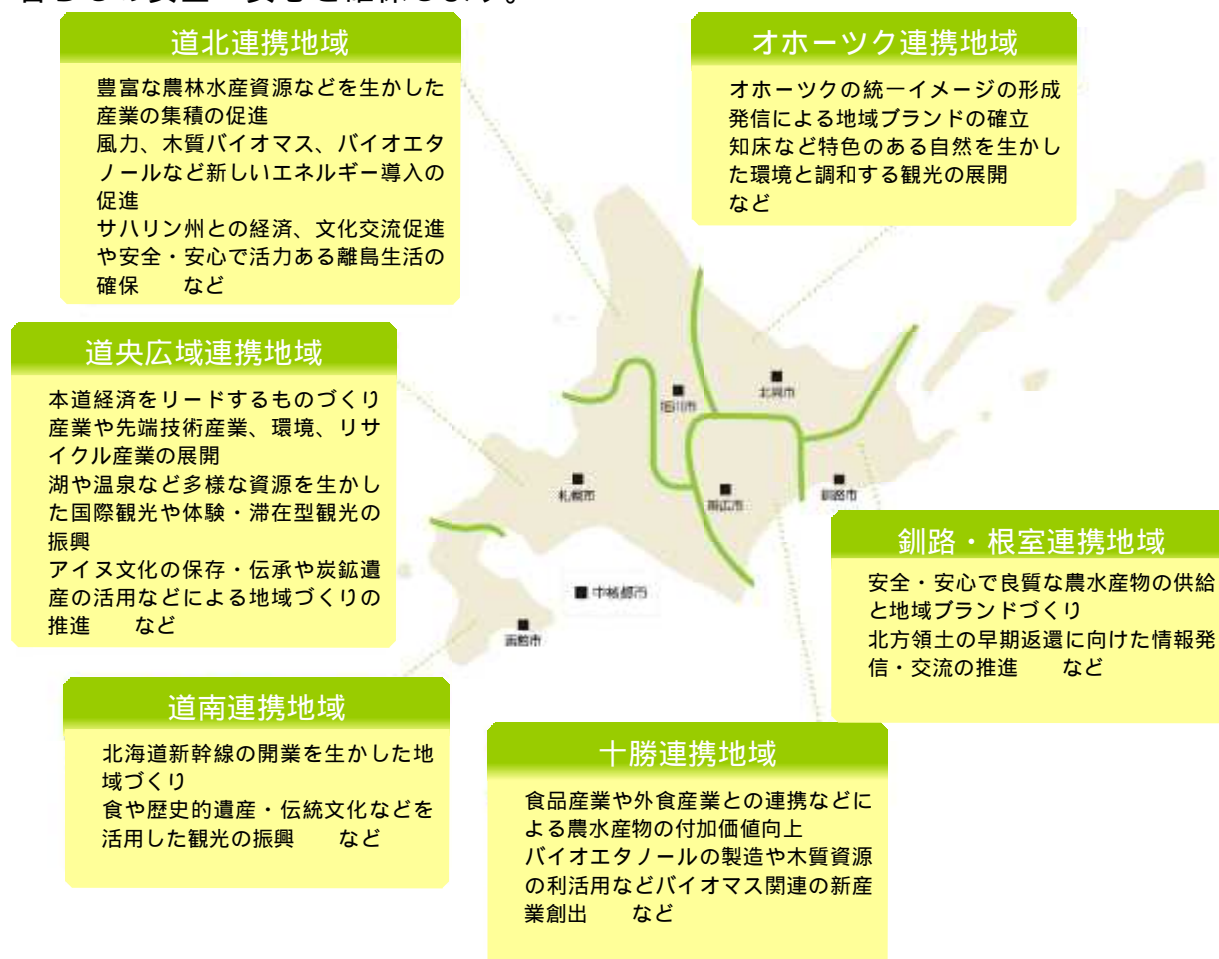 道北連携地域
豊富な農林水産資源などを生かした
産業の集積の促進
風力、木質バイオマス、バイオエタ
ノールなど新しいエネルギー導入の
促進
サハリン州との経済、文化交流促進
や安全・安心で活力ある離島生活の
確保　　など
オホーツク連携地域
オホーツクの統一イメージの形成
発信による地域ブランドの確立
知床など特色のある自然を生かし
た環境と調和する観光の展開
など
道央広域連携地域
本道経済をリードするものづくり
産業や先端技術産業、環境、リサ
イクル産業の展開
湖や温泉など多様な資源を生かし
た国際観光や体験・滞在型観光の
振興
アイヌ文化の保存・伝承や炭鉱遺
産の活用などによる地域づくりの
推進　　など
旭川市
北見市
札幌市
帯広市
釧路市
■ 中核都市
函館市
釧路・根室連携地域
安全・安心で良質な農水産物の供給
と地域ブランドづくり
北方領土の早期返還に向けた情報発
信・交流の推進　　など
道南連携地域
北海道新幹線の開業を生かした地
域づくり
食や歴史的遺産・伝統文化などを
活用した観光の振興　　など
十勝連携地域
食品産業や外食産業との連携などに
よる農水産物の付加価値向上
バイオエタノールの製造や木質資源
の利活用などバイオマス関連の新産
業創出　　など